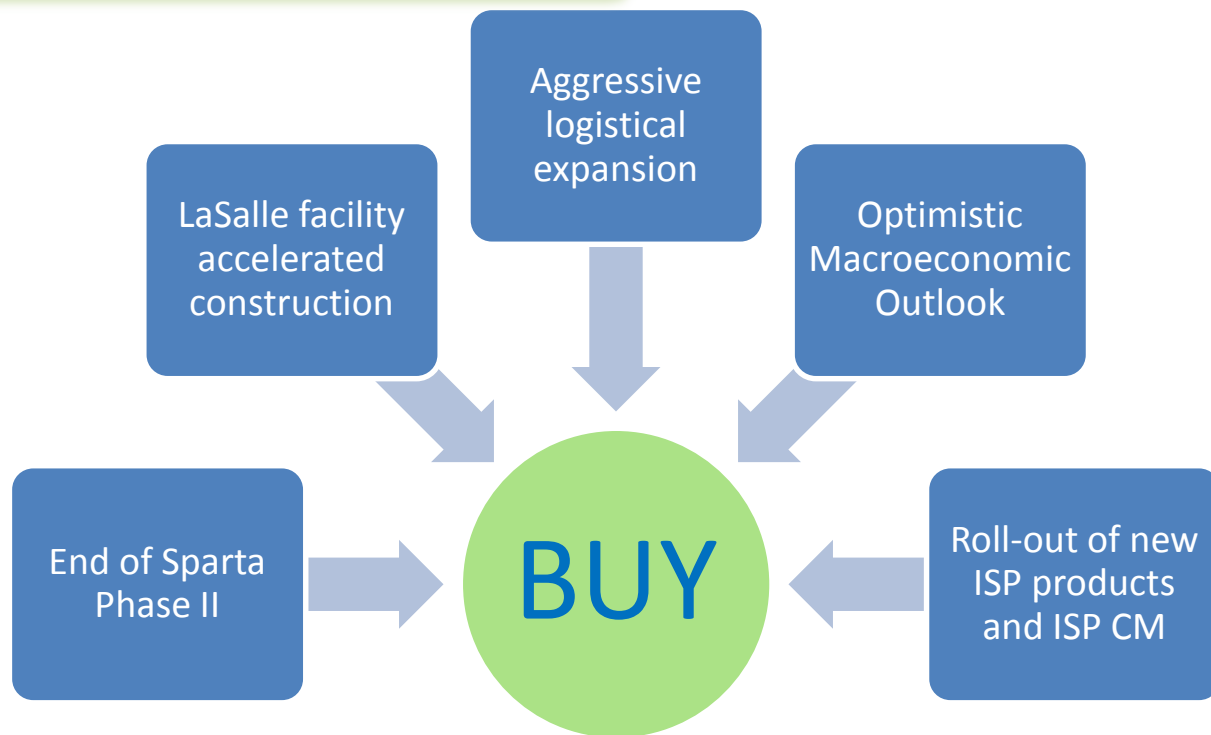 Aggressive
logistical
expansion
LaSalle facility
accelerated
construction
Optimistic
Macroeconomic
Outlook
End of Sparta
Phase II
BUY
Roll-out of new
ISP products
and ISP CM